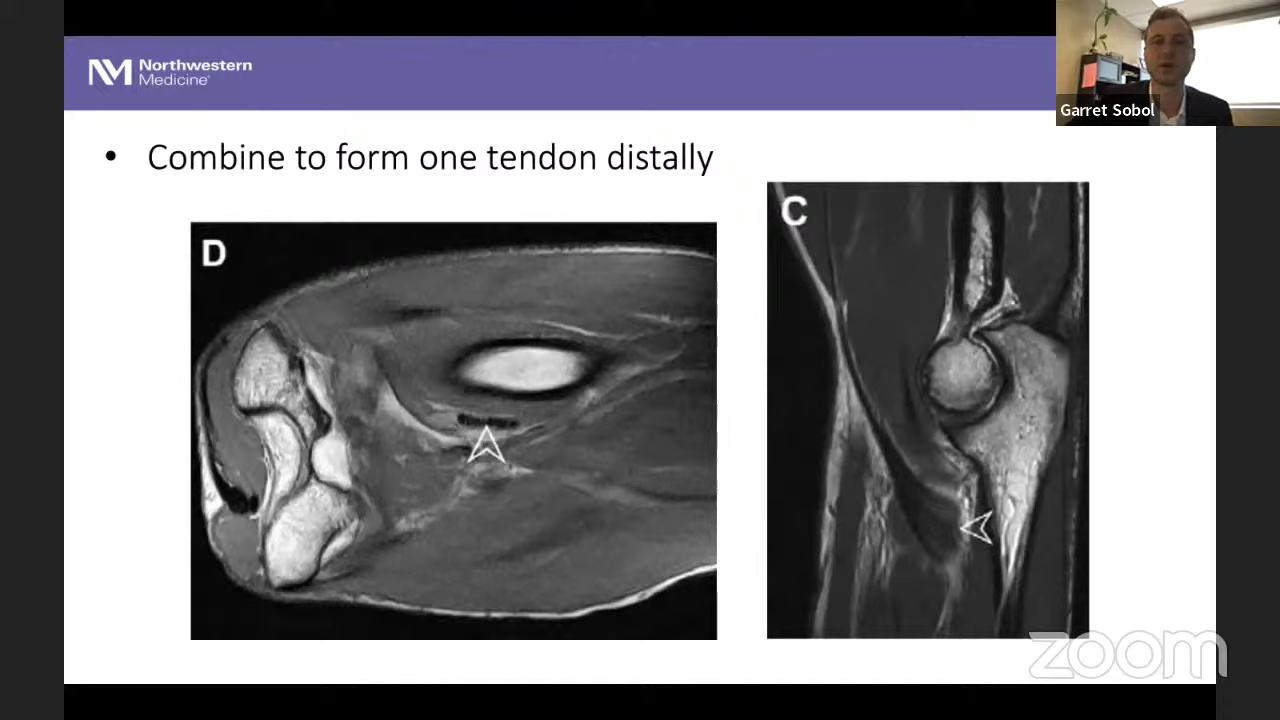 Northwestern
Medicine
Garret Sobol
• Combine to form one tendon distally
D
C
zoom